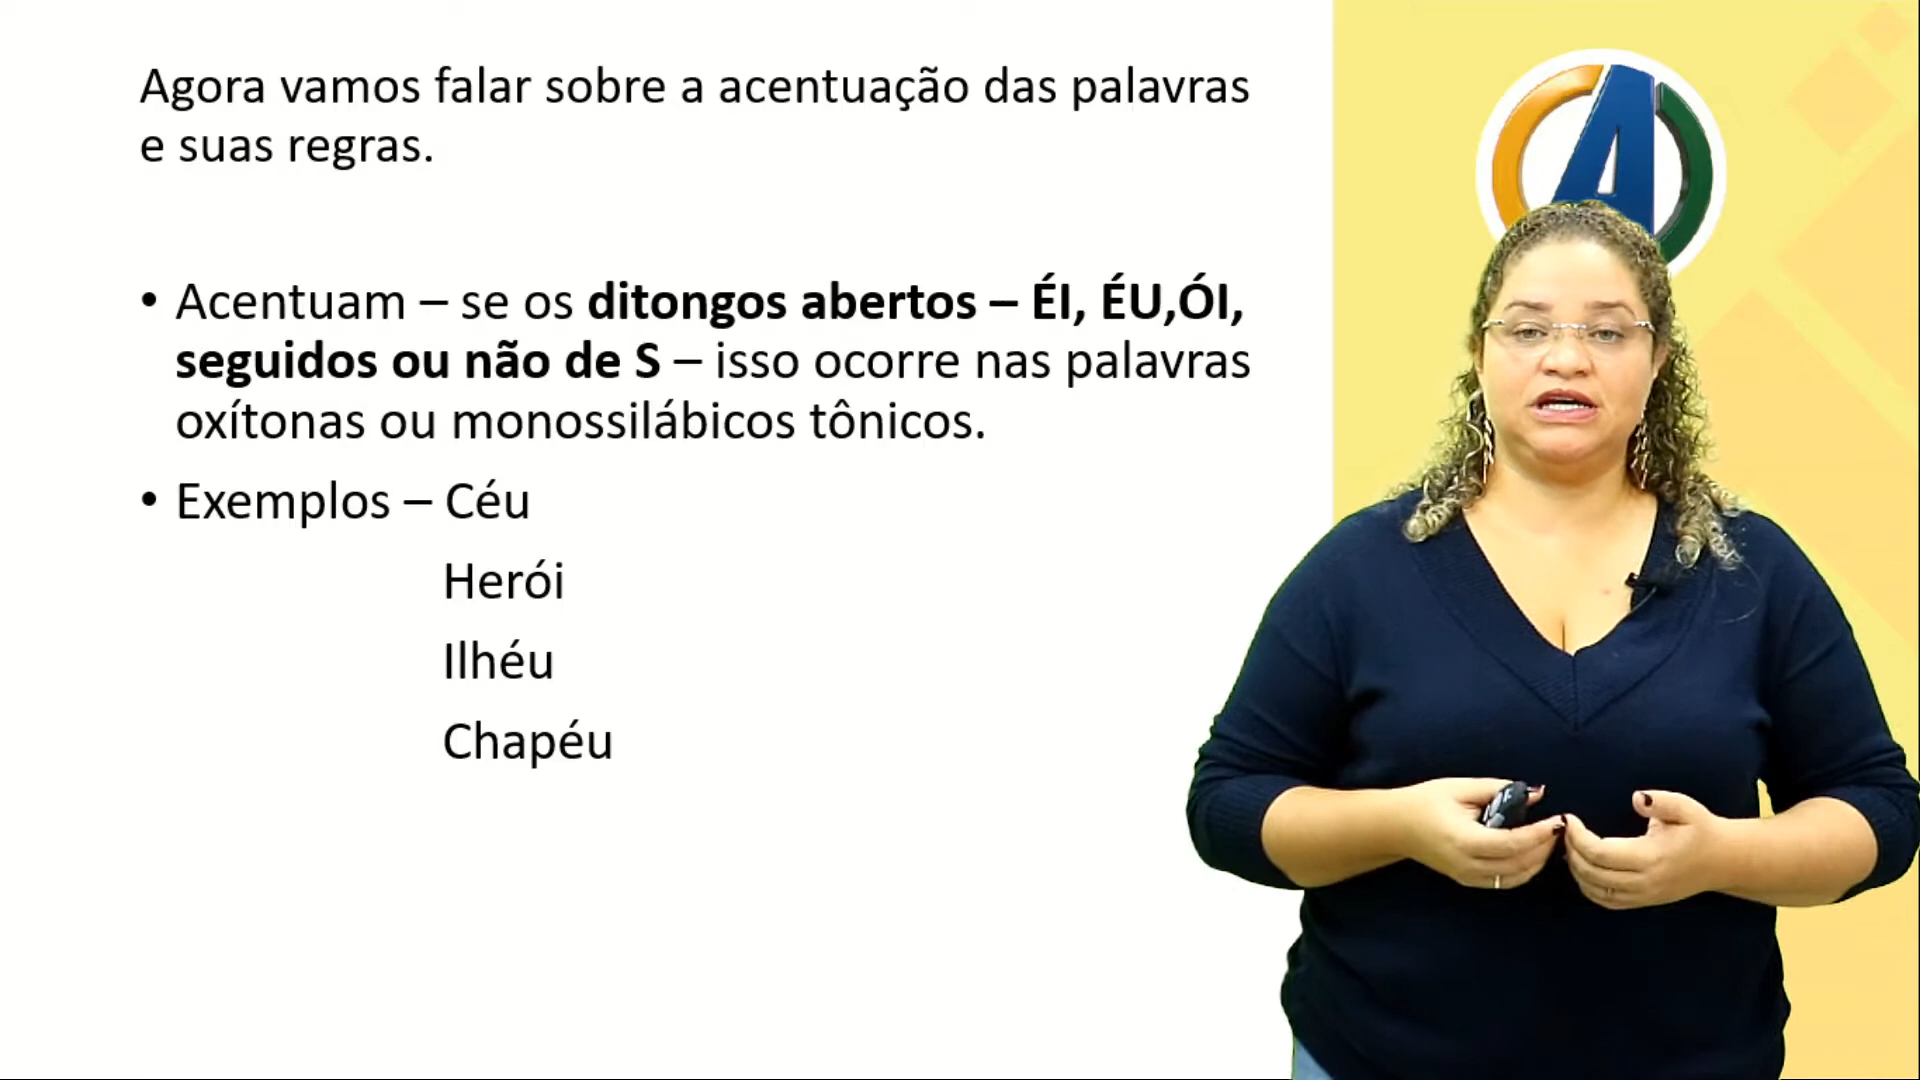 Agora vamos falar sobre a acentuação das palavras
e suas regras.
• Acentuam – se os ditongos abertos – ÉI, ÉU,ÓI,
seguidos ou não de S – isso ocorre nas palavras
oxítonas ou monossilábicos tônicos.
• Exemplos – Céu
Herói
Ilhéu
Chapéu
A